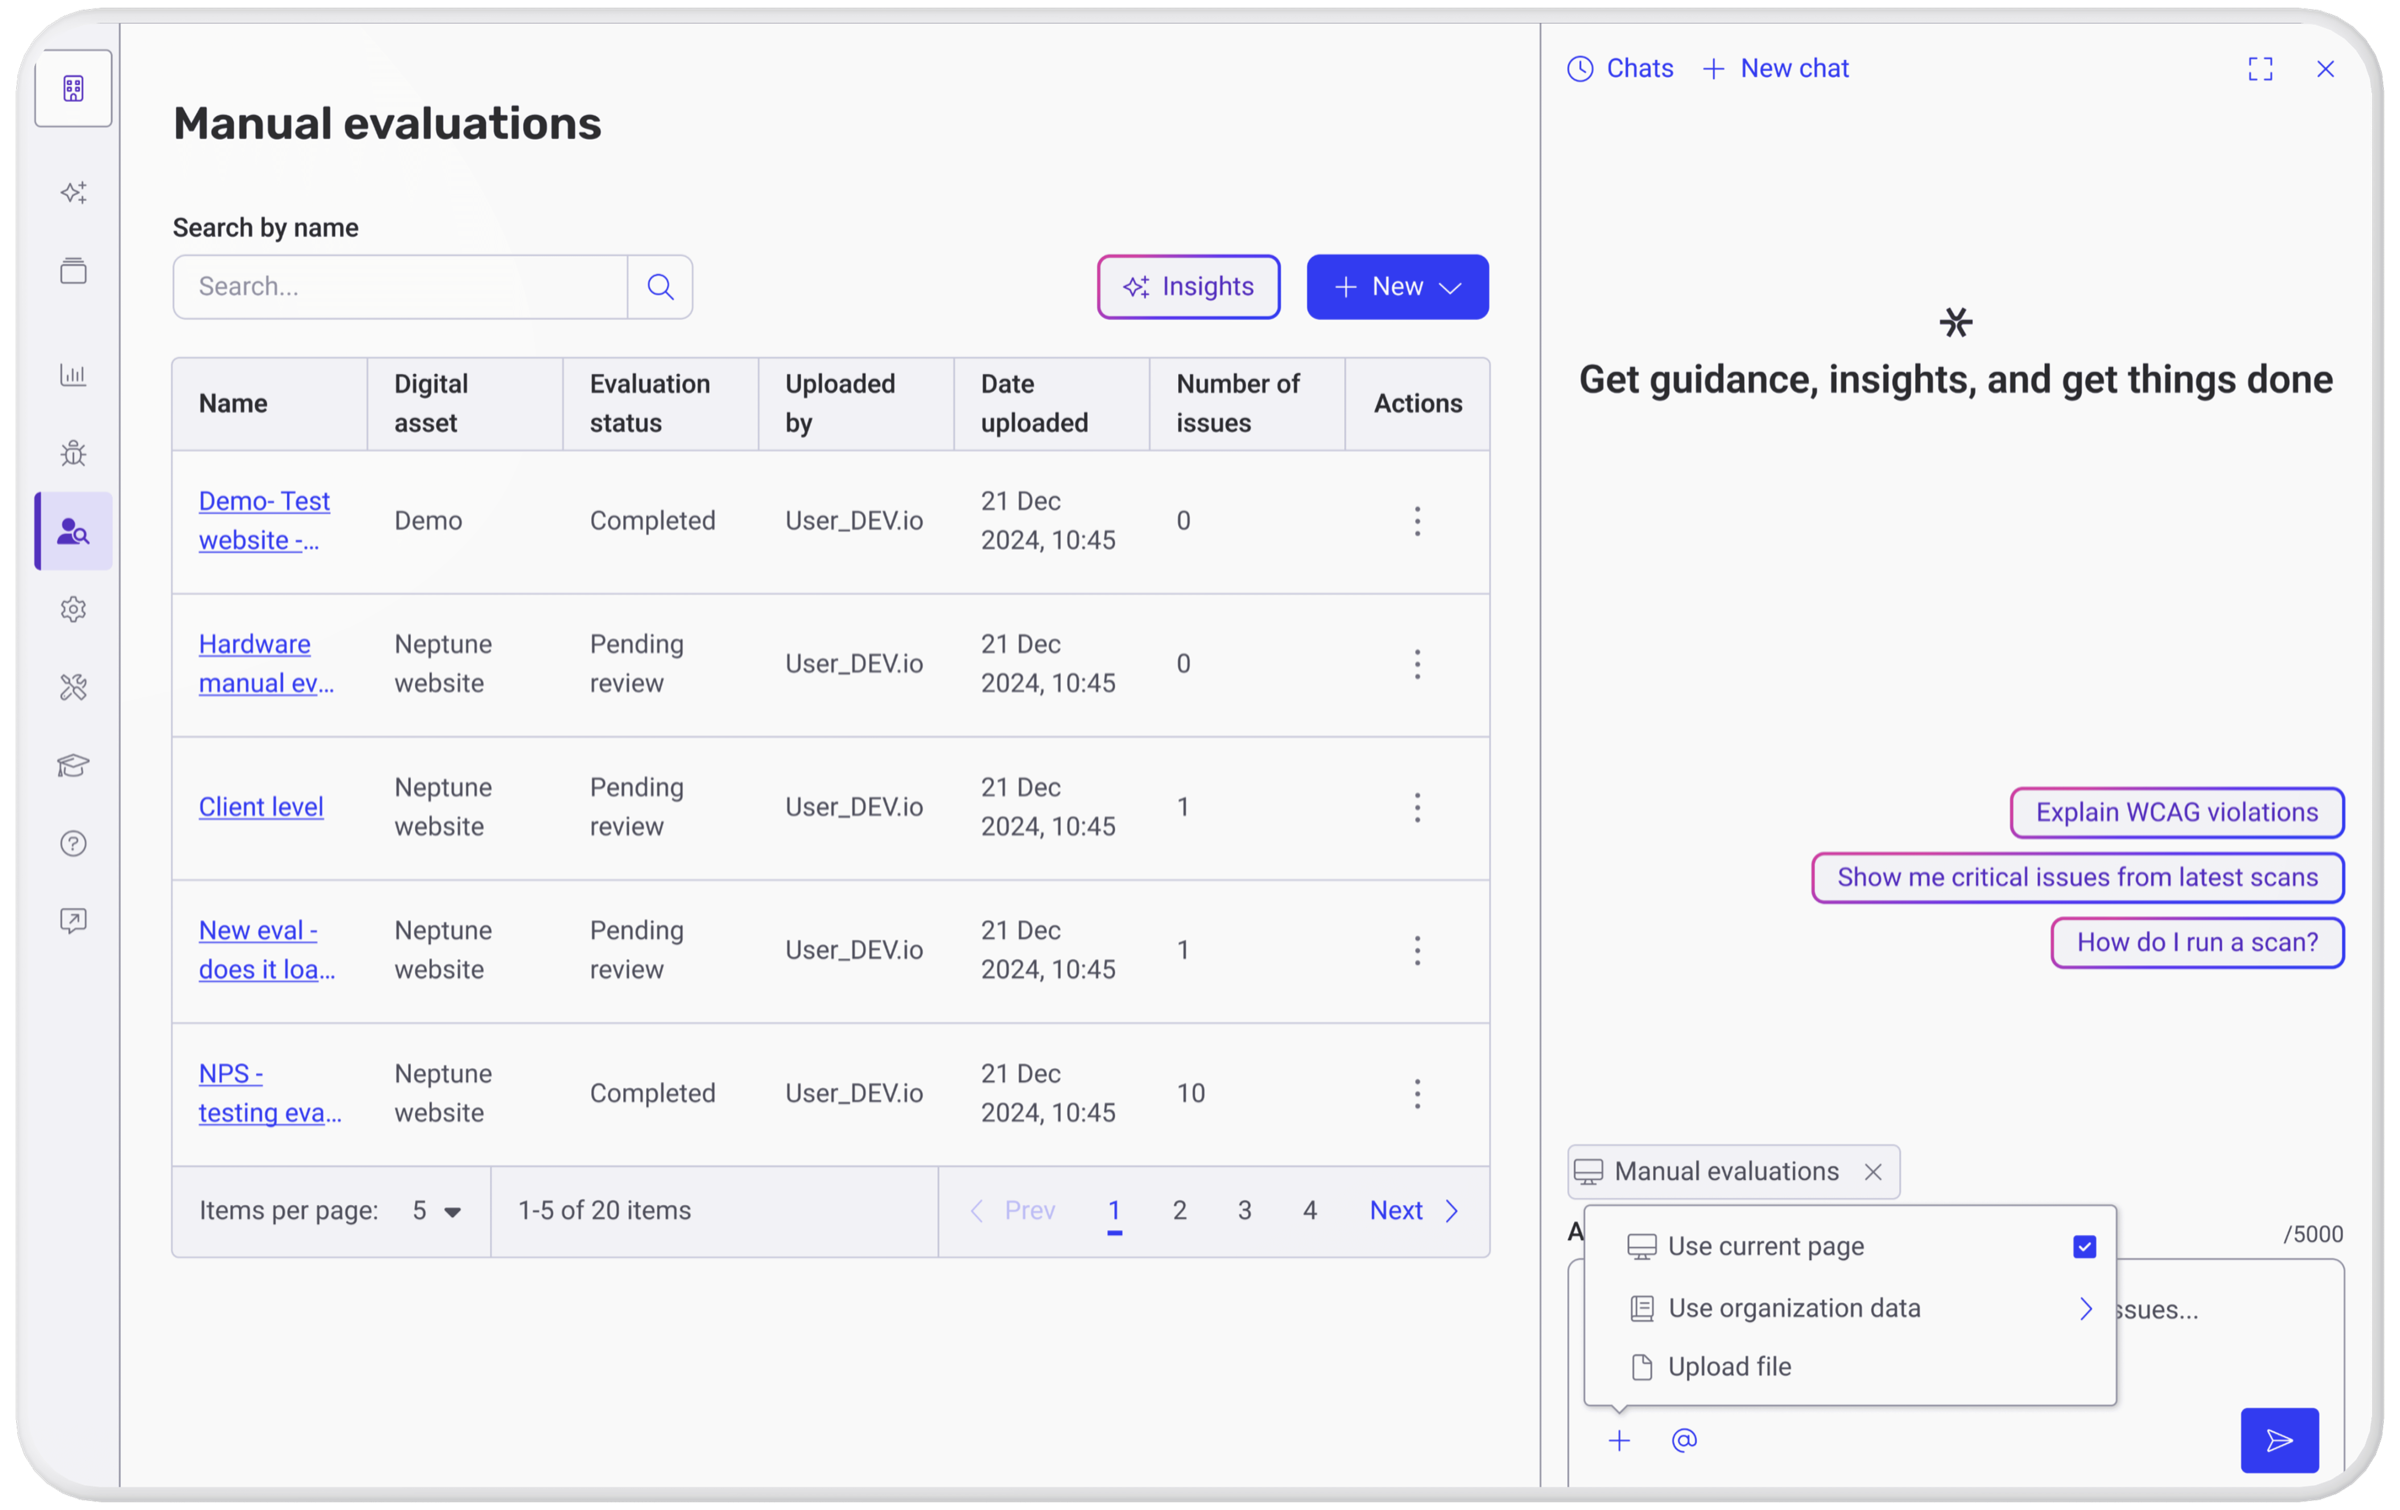 Manual evaluations
Search by name
Search...
Insights
New
Name
Digital
asset
Evaluation
status
Uploaded
by
Date
uploaded
Number of
issues
Actions
Demo- Test
website -...
Demo
Completed
User_DEV.io
21 Dec
2024, 10:45
0
Hardware
manual ev...
Neptune
website
Pending
review
User_DEV.io
21 Dec
2024, 10:45
0
Client level
Neptune
website
Pending
review
User_DEV.io
21 Dec
2024, 10:45
1
New eval -
does it loa...
Neptune
website
Pending
review
User_DEV.io
21 Dec
2024, 10:45
1
NPS -
testing eva...
Neptune
website
Completed
User_DEV.io
21 Dec
2024, 10:45
10
Items per page: 5
1-5 of 20 items
Prev 1 2 3 4 Next
Chats
New chat
Get guidance, insights, and get things done
Explain WCAG violations
Show me critical issues from latest scans
How do I run a scan?
Manual evaluations
/5000
Use current page
Use organization data
Upload file
ssues...
@